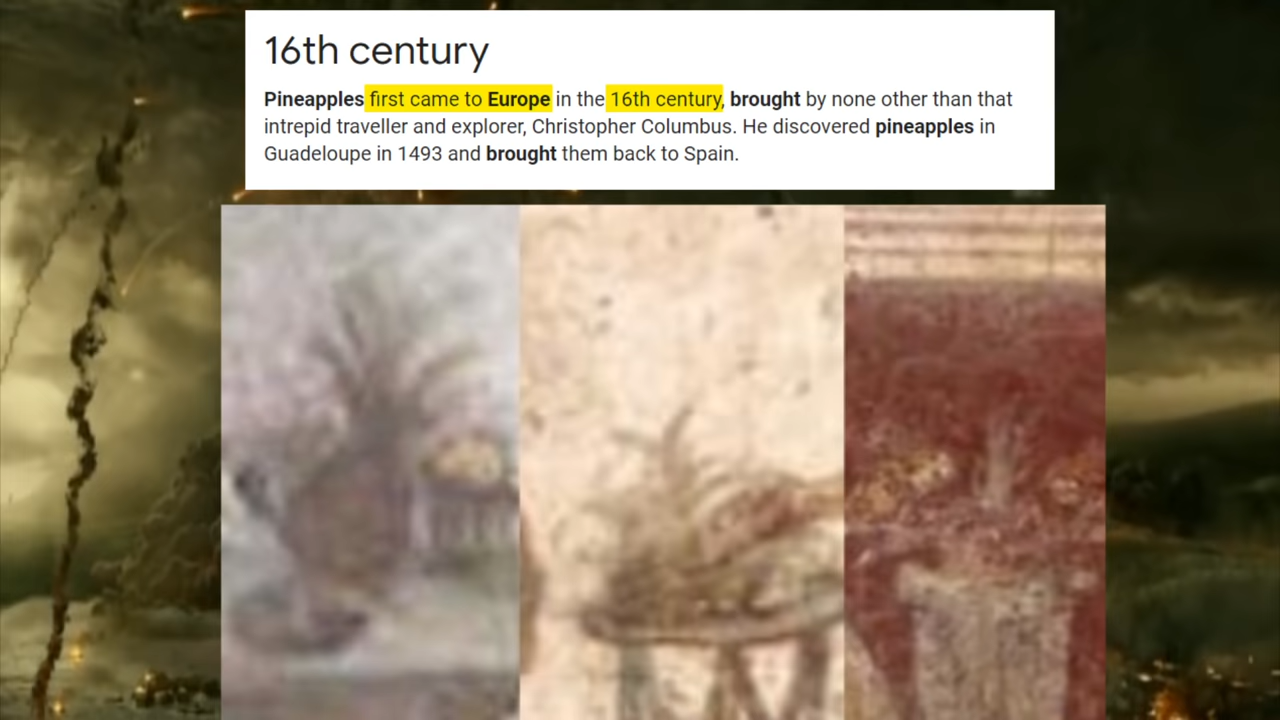 16th century
Pineapples first came to Europe in the 16th century, brought by none other than that
intrepid traveller and explorer, Christopher Columbus. He discovered pineapples in
Guadeloupe in 1493 and brought them back to Spain.